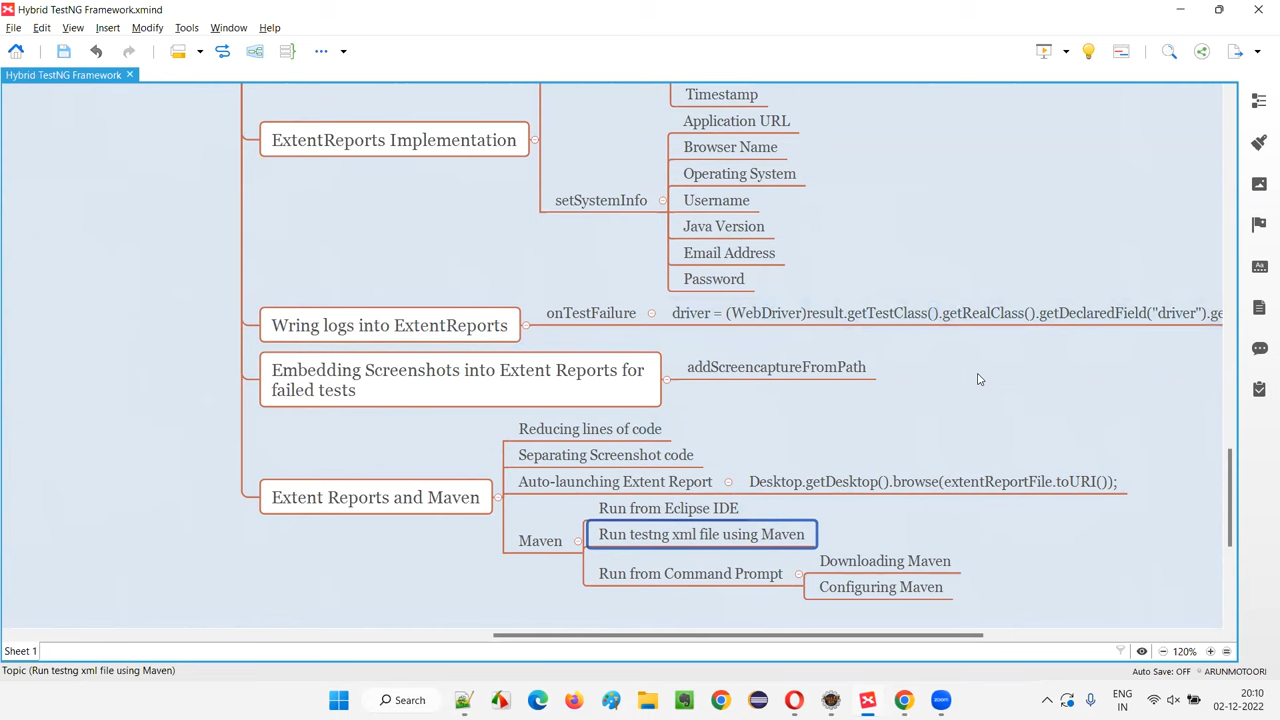 Hybrid TestNG Framework.xmind
File Edit View Insert Modify Tools Window Help
Hybrid TestNG Framework
Timestamp
ExtentReports Implementation
Application URL
Browser Name
Operating System
setSystemInfo
Username
Java Version
Email Address
Password
Wring logs into ExtentReports
onTestFailure
driver = (WebDriver)result.getTestClass().getRealClass().getDeclaredField("driver").ge
Embedding Screenshots into Extent Reports for
failed tests
addScreencaptureFromPath
Extent Reports and Maven
Reducing lines of code
Separating Screenshot code
Auto-launching Extent Report
Desktop.getDesktop().browse(extentReportFile.toURI());
Maven
Run from Eclipse IDE
Run testng xml file using Maven
Run from Command Prompt
Downloading Maven
Configuring Maven
Sheet 1
120%
Topic (Run testng xml file using Maven)
Auto Save: OFF
ARUNMOTOORI
Search
zoom
ENG
IN
20:10
02-12-2022